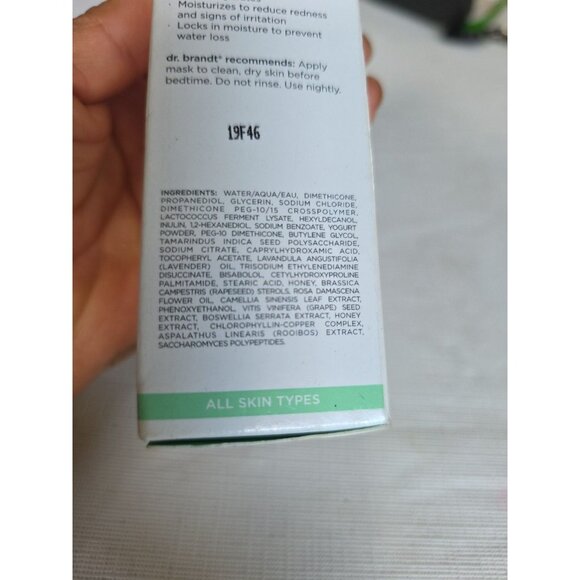 • Moisturizes to reduce redness
and signs of irritation
• Locks in moisture to prevent
water loss
dr. brandt® recommends: Apply
mask to clean, dry skin before
bedtime. Do not rinse. Use nightly.
19F46
INGREDIENTS: WATER/AQUA/EAU, DIMETHICONE,
PROPANEDIOL, GLYCERIN, SODIUM CHLORIDE,
DIMETHICONE PEG-10/15 CROSSPOLYMER,
LACTOCOCCUS FERMENT LYSATE, HEXYLDECANOL,
INULIN, 1,2-HEXANEDIOL, SODIUM BENZOATE, YOGURT
POWDER, PEG-10 DIMETHICONE, BUTYLENE GLYCOL,
TAMARINDUS INDICA SEED POLYSACCHARIDE,
SODIUM CITRATE, CAPRYLHYDROXAMIC ACID,
TOCOPHERYL ACETATE, LAVANDULA ANGUSTIFOLIA
(LAVENDER) OIL, TRISODIUM ETHYLENEDIAMINE
DISUCCINATE, BISABOLOL, CETYLHYDROXYPROLINE
PALMITAMIDE, STEARIC ACID, HONEY, BRASSICA
CAMPESTRIS (RAPESEED) STEROLS, ROSA DAMASCENA
FLOWER OIL, CAMELLIA SINENSIS LEAF EXTRACT,
PHENOXYETHANOL, VITIS VINIFERA (GRAPE) SEED
EXTRACT, BOSWELLIA SERRATA EXTRACT, HONEY
EXTRACT, CHLOROPHYLLIN-COPPER COMPLEX,
ASPALATHUS LINEARIS (ROOIBOS) EXTRACT,
SACCHAROMYCES POLYPEPTIDES.
ALL SKIN TYPES